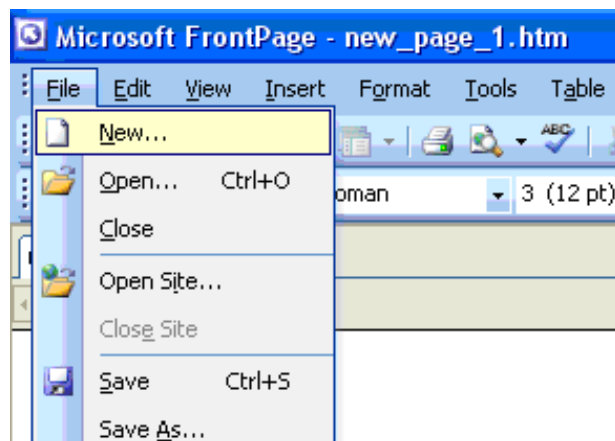 Microsoft FrontPage - new_page_1.htm
File Edit View Insert Format Tools Table
New...
ABC
Open... Ctrl+O
oman 3 (12 pt)
Close
Open Site...
Close Site
Save Ctrl+S
Save As...